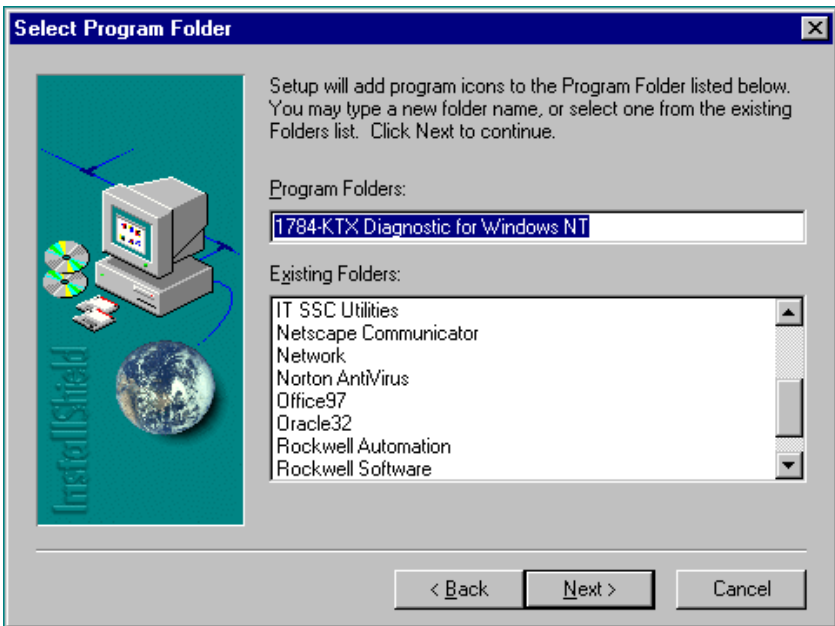 Select Program Folder
Setup will add program icons to the Program Folder listed below.
You may type a new folder name, or select one from the existing
Folders list. Click Next to continue.
Program Folders:
1784-KTX Diagnostic for Windows NT
Existing Folders:
IT SSC Utilities
Netscape Communicator
Network
Norton AntiVirus
Office97
Oracle32
Rockwell Automation
Rockwell Software
InstallShield
< Back
Next >
Cancel